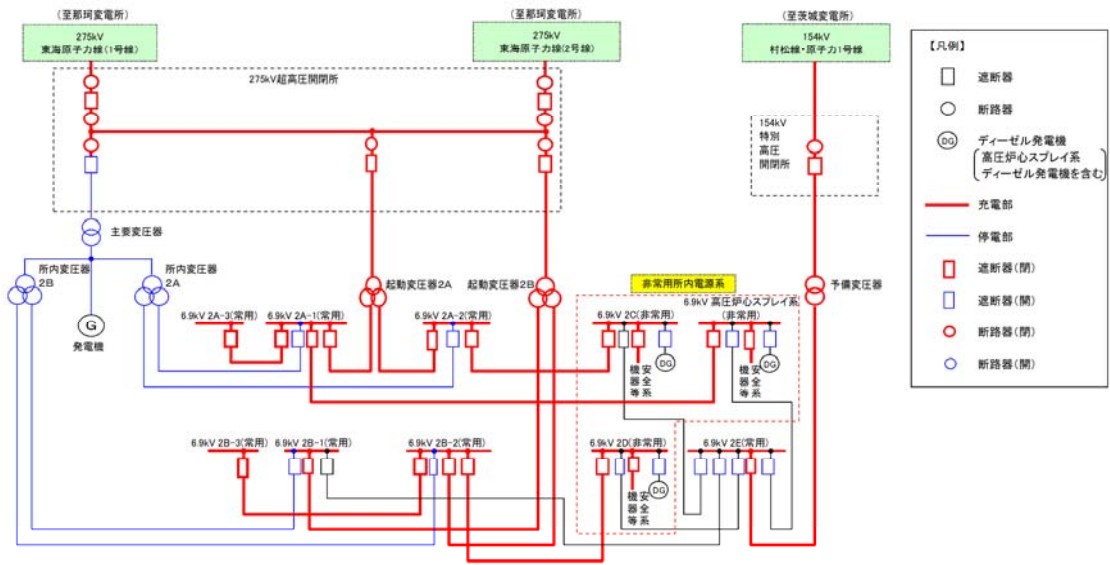 (至那珂変電所)
275kV
東海原子力線(1号線)
(至那珂変電所)
275kV
東海原子力線(2号線)
(至茨城変電所)
154kV
村松線・原子力1号線
275kV超高圧開閉所
154kV
特別
高圧
開閉所
主要変圧器
所内変圧器
2B
所内変圧器
2A
G
発電機
起動変圧器2A
起動変圧器2B
予備変圧器
非常用所内電源系
6.9kV 2A-3(常用)
6.9kV 2A-1(常用)
6.9kV 2A-2(常用)
6.9kV 2C(非常用)
6.9kV 高圧炉心スプレイ系
(非常用)
DG
安全系
機器等
DG
安全系
機器等
6.9kV 2B-3(常用)
6.9kV 2B-1(常用)
6.9kV 2B-2(常用)
6.9kV 2D(非常用)
6.9kV 2E(常用)
DG
安全系
機器等
【凡例】
遮断器
断路器
DG
ディーゼル発電機
高圧炉心スプレイ系
ディーゼル発電機を含む
充電部
停電部
遮断器(閉)
遮断器(開)
断路器(閉)
断路器(開)